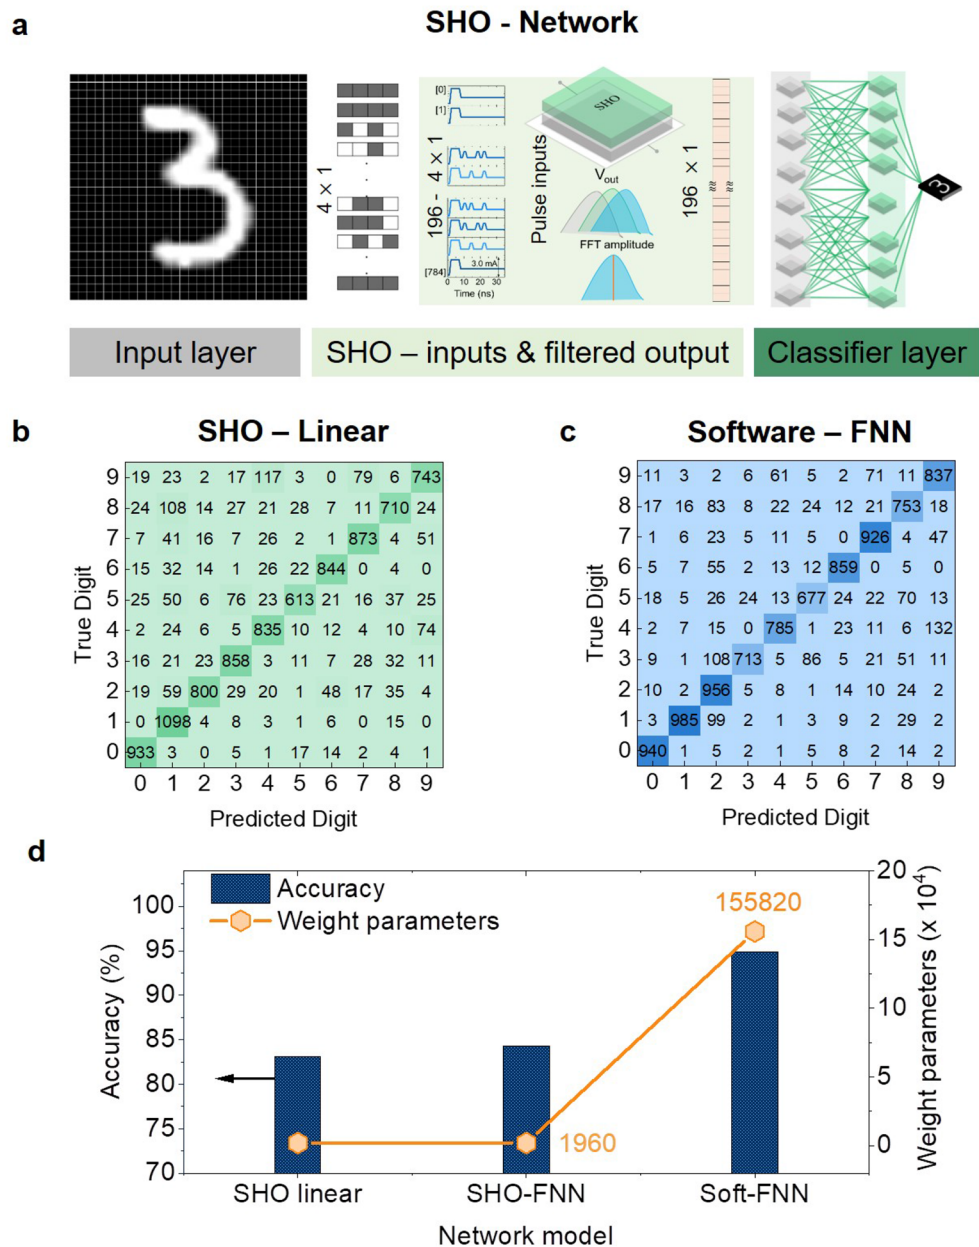 a
SHO - Network
4 × 1
[0]
[1]
[784]
3.0 mA
0 10 20 30
Time (ns)
196 - 4 × 1
Pulse inputs
SHO
Vout
FFT amplitude
196 × 1
≈ ≈
3
Input layer
SHO – inputs & filtered output
Classifier layer
b
SHO – Linear
True Digit
9 19 23 2 17 117 3 0 79 6 743
8 24 108 14 27 21 28 7 11 710 24
7 7 41 16 7 26 2 1 873 4 51
6 15 32 14 1 26 22 844 0 4 0
5 25 50 6 76 23 613 21 16 37 25
4 2 24 6 5 835 10 12 4 10 74
3 16 21 23 858 3 11 7 28 32 11
2 19 59 800 29 20 1 48 17 35 4
1 0 1098 4 8 3 1 6 0 15 0
0 933 3 0 5 1 17 14 2 4 1
0 1 2 3 4 5 6 7 8 9
Predicted Digit
c
Software – FNN
True Digit
9 11 3 2 6 61 5 2 71 11 837
8 17 16 83 8 22 24 12 21 753 18
7 1 6 23 5 11 5 0 926 4 47
6 5 7 55 2 13 12 859 0 5 0
5 18 5 26 24 13 677 24 22 70 13
4 2 7 15 0 785 1 23 11 6 132
3 9 1 108 713 5 86 5 21 51 11
2 10 2 956 5 8 1 14 10 24 2
1 3 985 99 2 1 3 9 2 29 2
0 940 1 5 2 1 5 8 2 14 2
0 1 2 3 4 5 6 7 8 9
Predicted Digit
d
Accuracy
Weight parameters
155820
1960
Accuracy (%)
100
95
90
85
80
75
70
Weight parameters (x 10⁴)
20
15
10
5
0
SHO linear SHO-FNN Soft-FNN
Network model